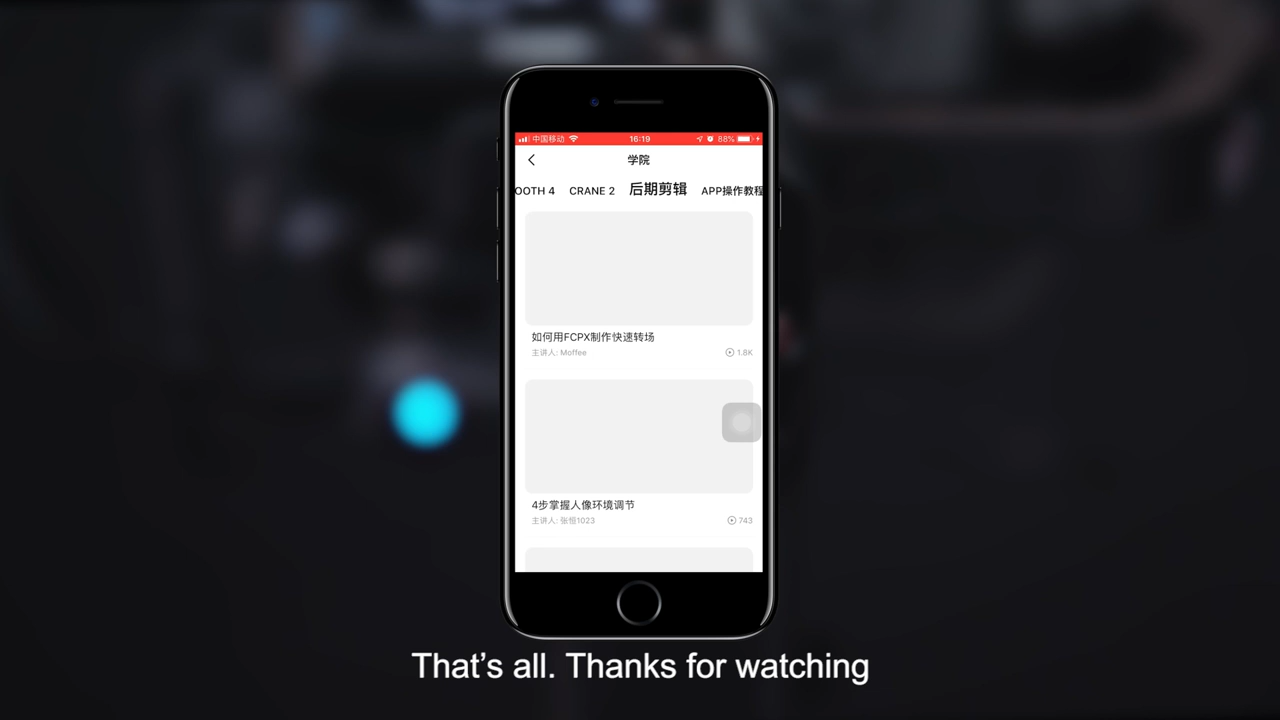 中国移动 16:19 88%
学院
OOTH 4 CRANE 2 后期剪辑 APP操作教程
如何用FCPX制作快速转场
主讲人: Moffee 1.8K
4步掌握人像环境调节
主讲人: 张悟1023 743
That's all. Thanks for watching